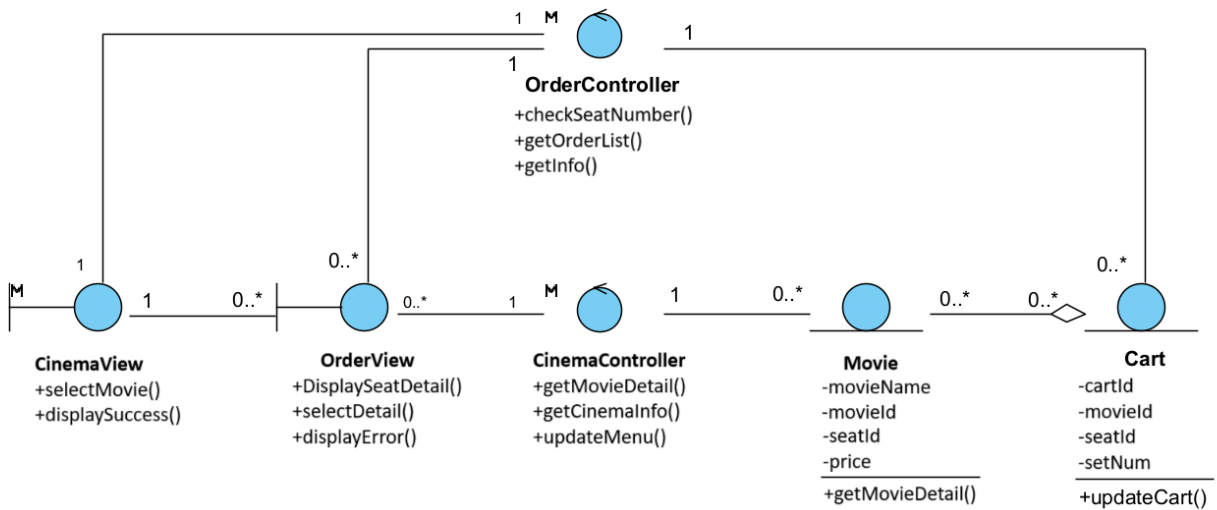 1 M 1
1
OrderController
+checkSeatNumber()
+getOrderList()
+getInfo()
1 0..* 0..*
M 1 0..* 0..* 1 M 1 0..* 0..* 0..*
CinemaView
+selectMovie()
+displaySuccess()
OrderView
+DisplaySeatDetail()
+selectDetail()
+displayError()
CinemaController
+getMovieDetail()
+getCinemaInfo()
+updateMenu()
Movie
-movieName
-movieId
-seatId
-price
+getMovieDetail()
Cart
-cartId
-movieId
-seatId
-setNum
+updateCart()